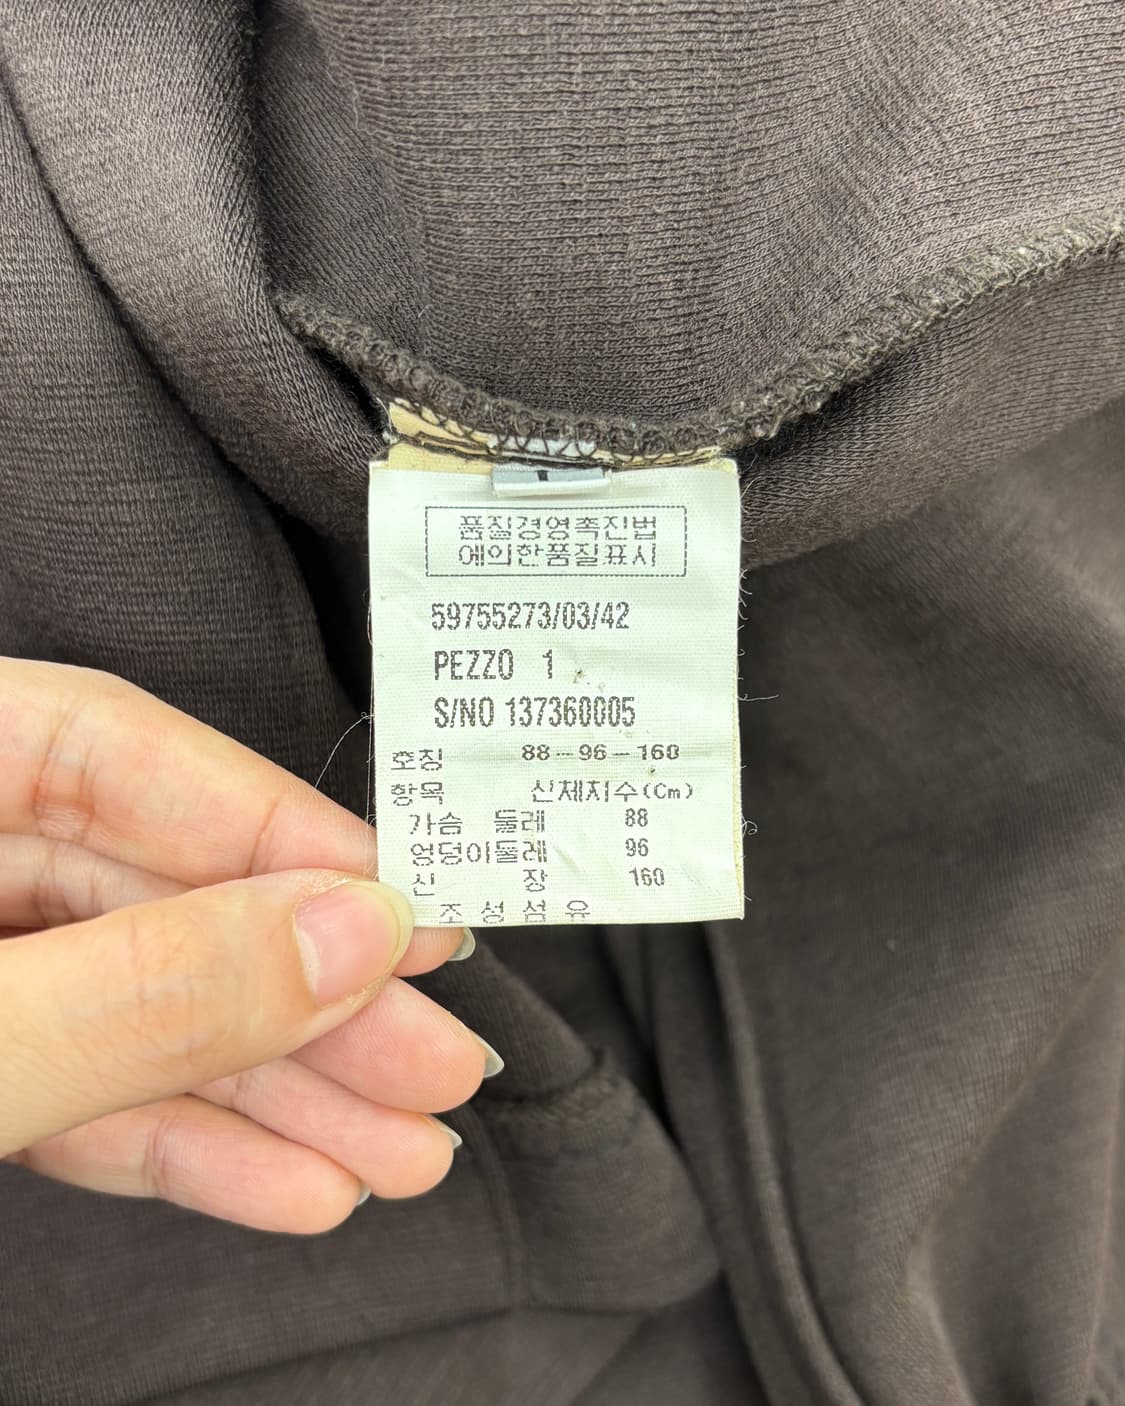 품질경영촉진법
에의한품질표시
59755273/03/42
PEZZO 1
S/NO 137360005
호칭 88-96-160
항목 신체치수(Cm)
가슴 둘레 88
엉덩이둘레 96
신 장 160
조 성 섬 유